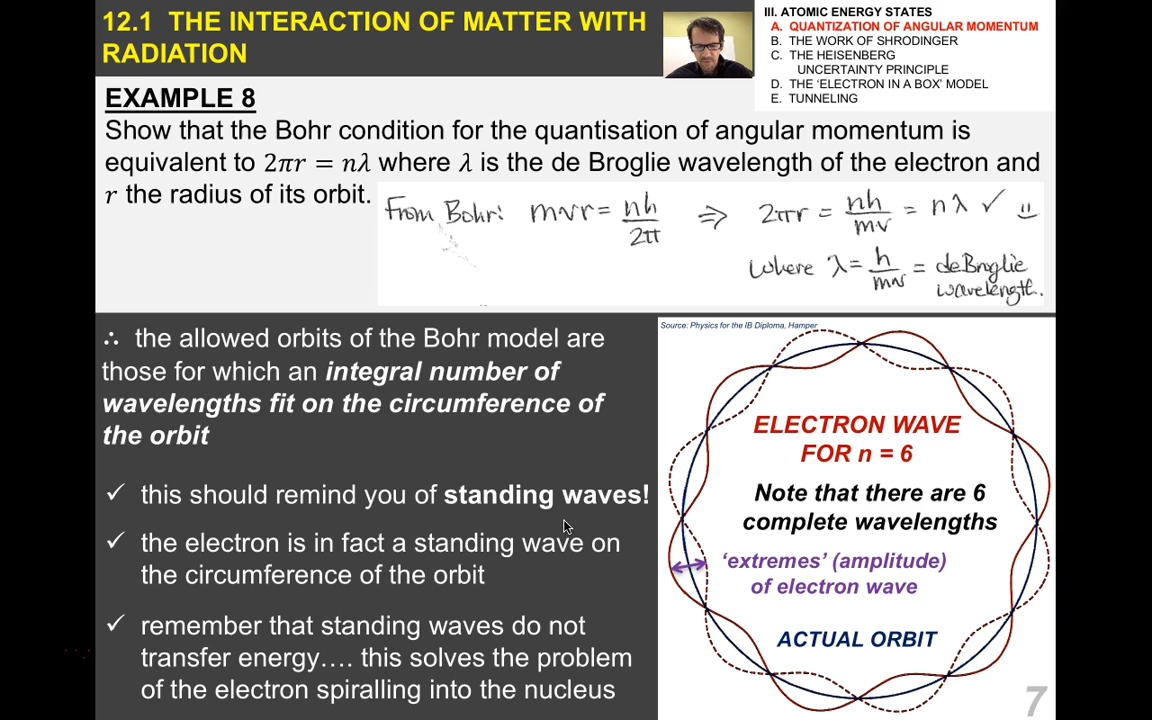 12.1 THE INTERACTION OF MATTER WITH
RADIATION
III. ATOMIC ENERGY STATES
A. QUANTIZATION OF ANGULAR MOMENTUM
B. THE WORK OF SHRODINGER
C. THE HEISENBERG
UNCERTAINTY PRINCIPLE
D. THE ‘ELECTRON IN A BOX’ MODEL
E. TUNNELING
EXAMPLE 8
Show that the Bohr condition for the quantisation of angular momentum is
equivalent to 2πr = nλ where λ is the de Broglie wavelength of the electron and
r the radius of its orbit.
From Bohr: mvr = nh/2π ⇒ 2πr = nh/mv = nλ ✓
where λ = h/mv = deBroglie
wavelength.
∴ the allowed orbits of the Bohr model are
those for which an integral number of
wavelengths fit on the circumference of
the orbit
✓ this should remind you of standing waves!
✓ the electron is in fact a standing wave on
the circumference of the orbit
✓ remember that standing waves do not
transfer energy…. this solves the problem
of the electron spiralling into the nucleus
Source: Physics for the IB Diploma, Hamper
ELECTRON WAVE
FOR n = 6
Note that there are 6
complete wavelengths
‘extremes’ (amplitude)
of electron wave
ACTUAL ORBIT
7